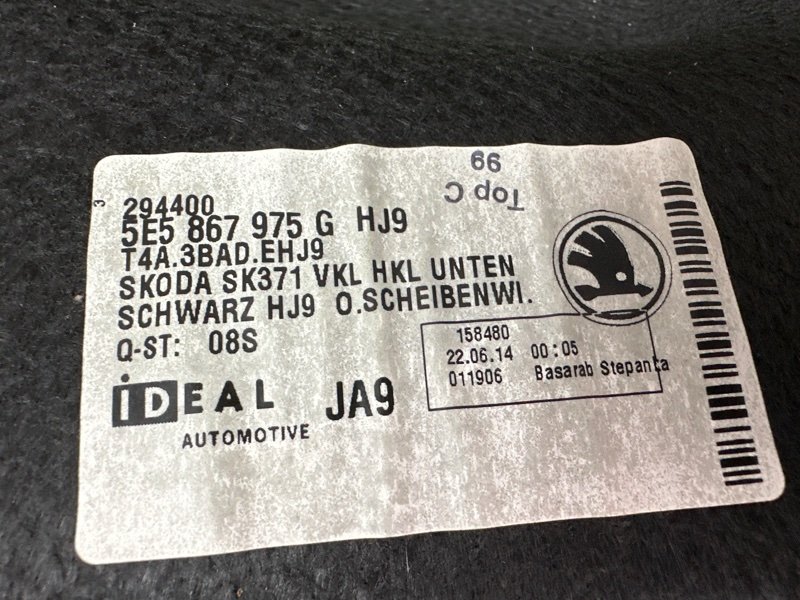 99
Top C
3
294400
5E5 867 975 G HJ9
T4A.3BAD.EHJ9
SKODA SK371 VKL HKL UNTEN
SCHWARZ HJ9 O.SCHEIBENWI.
Q-ST: 08S
158480
22.06.14 00:05
011906 Basarab Stepanka
iDEAL
AUTOMOTIVE
JA9